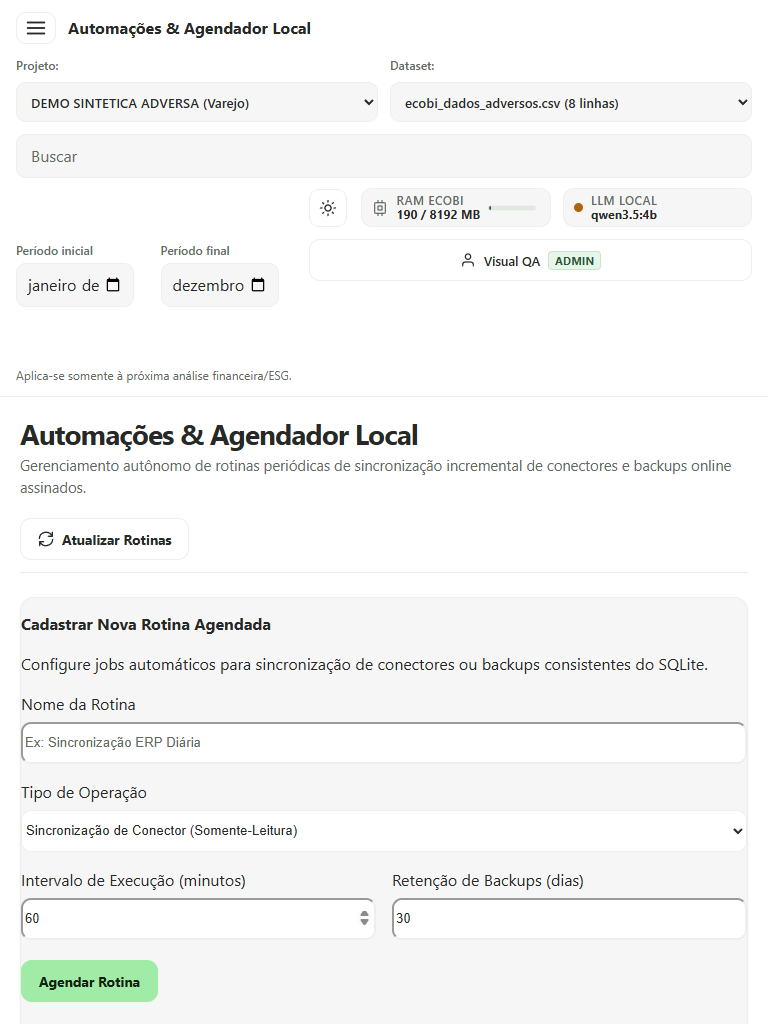 Automações & Agendador Local
Projeto:
Dataset:
DEMO SINTETICA ADVERSA (Varejo)
ecobi_dados_adversos.csv (8 linhas)
Buscar
RAM ECOBI
190 / 8192 MB
LLM LOCAL
qwen3.5:4b
Período inicial
Período final
janeiro de
dezembro
Visual QA
ADMIN
Aplica-se somente à próxima análise financeira/ESG.
Automações & Agendador Local
Gerenciamento autônomo de rotinas periódicas de sincronização incremental de conectores e backups online
assinados.
Atualizar Rotinas
Cadastrar Nova Rotina Agendada
Configure jobs automáticos para sincronização de conectores ou backups consistentes do SQLite.
Nome da Rotina
Ex: Sincronização ERP Diária
Tipo de Operação
Sincronização de Conector (Somente-Leitura)
Intervalo de Execução (minutos)
Retenção de Backups (dias)
60
30
Agendar Rotina